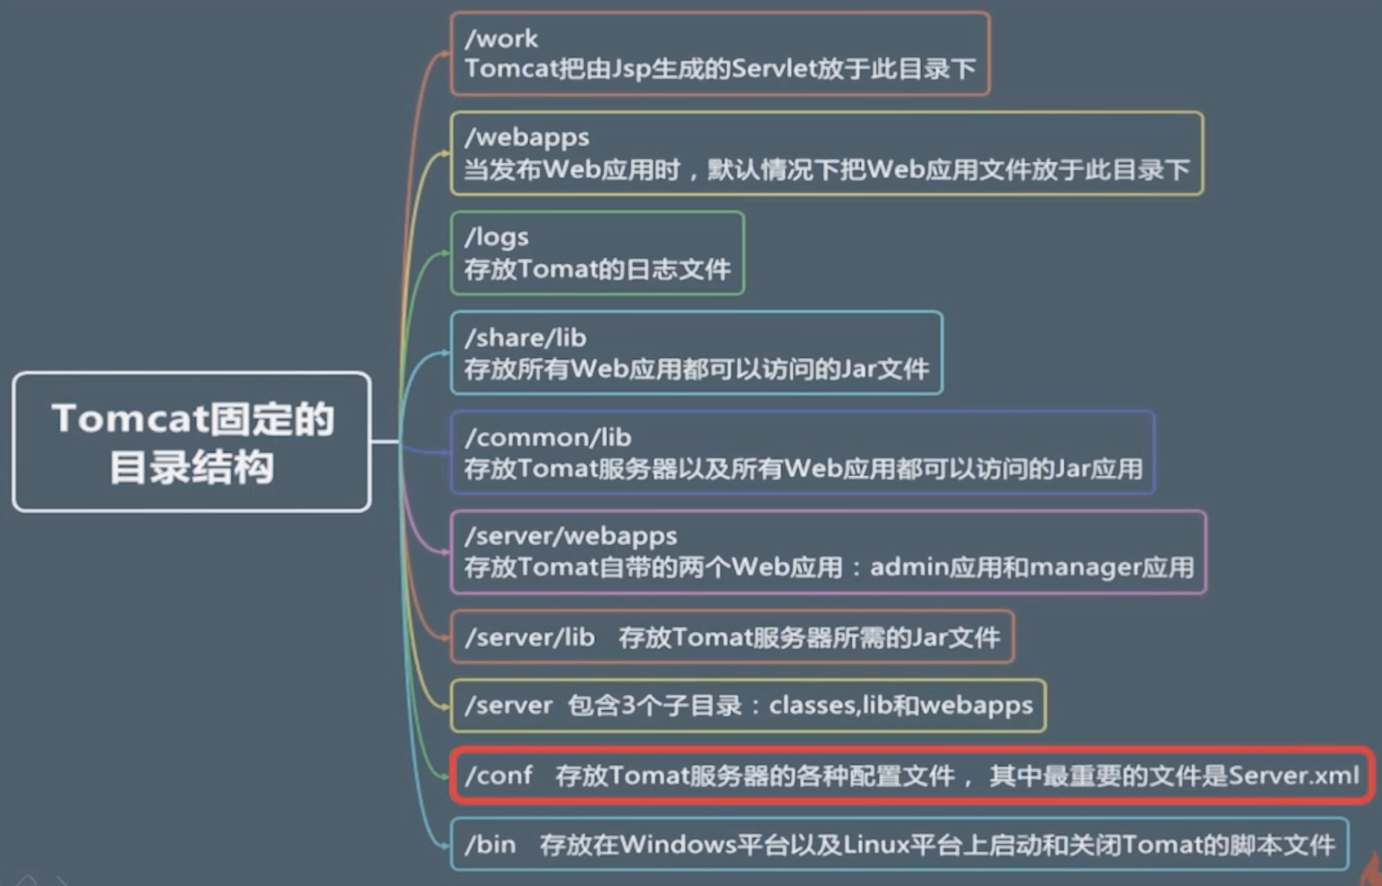 Tomcat固定的
目录结构
/work
Tomcat把由Jsp生成的Servlet放于此目录下
/webapps
当发布Web应用时，默认情况下把Web应用文件放于此目录下
/logs
存放Tomat的日志文件
/share/lib
存放所有Web应用都可以访问的Jar文件
/common/lib
存放Tomat服务器以及所有Web应用都可以访问的Jar应用
/server/webapps
存放Tomat自带的两个Web应用：admin应用和manager应用
/server/lib 存放Tomat服务器所需的Jar文件
/server 包含3个子目录：classes,lib和webapps
/conf 存放Tomat服务器的各种配置文件， 其中最重要的文件是Server.xml
/bin 存放在Windows平台以及Linux平台上启动和关闭Tomat的脚本文件